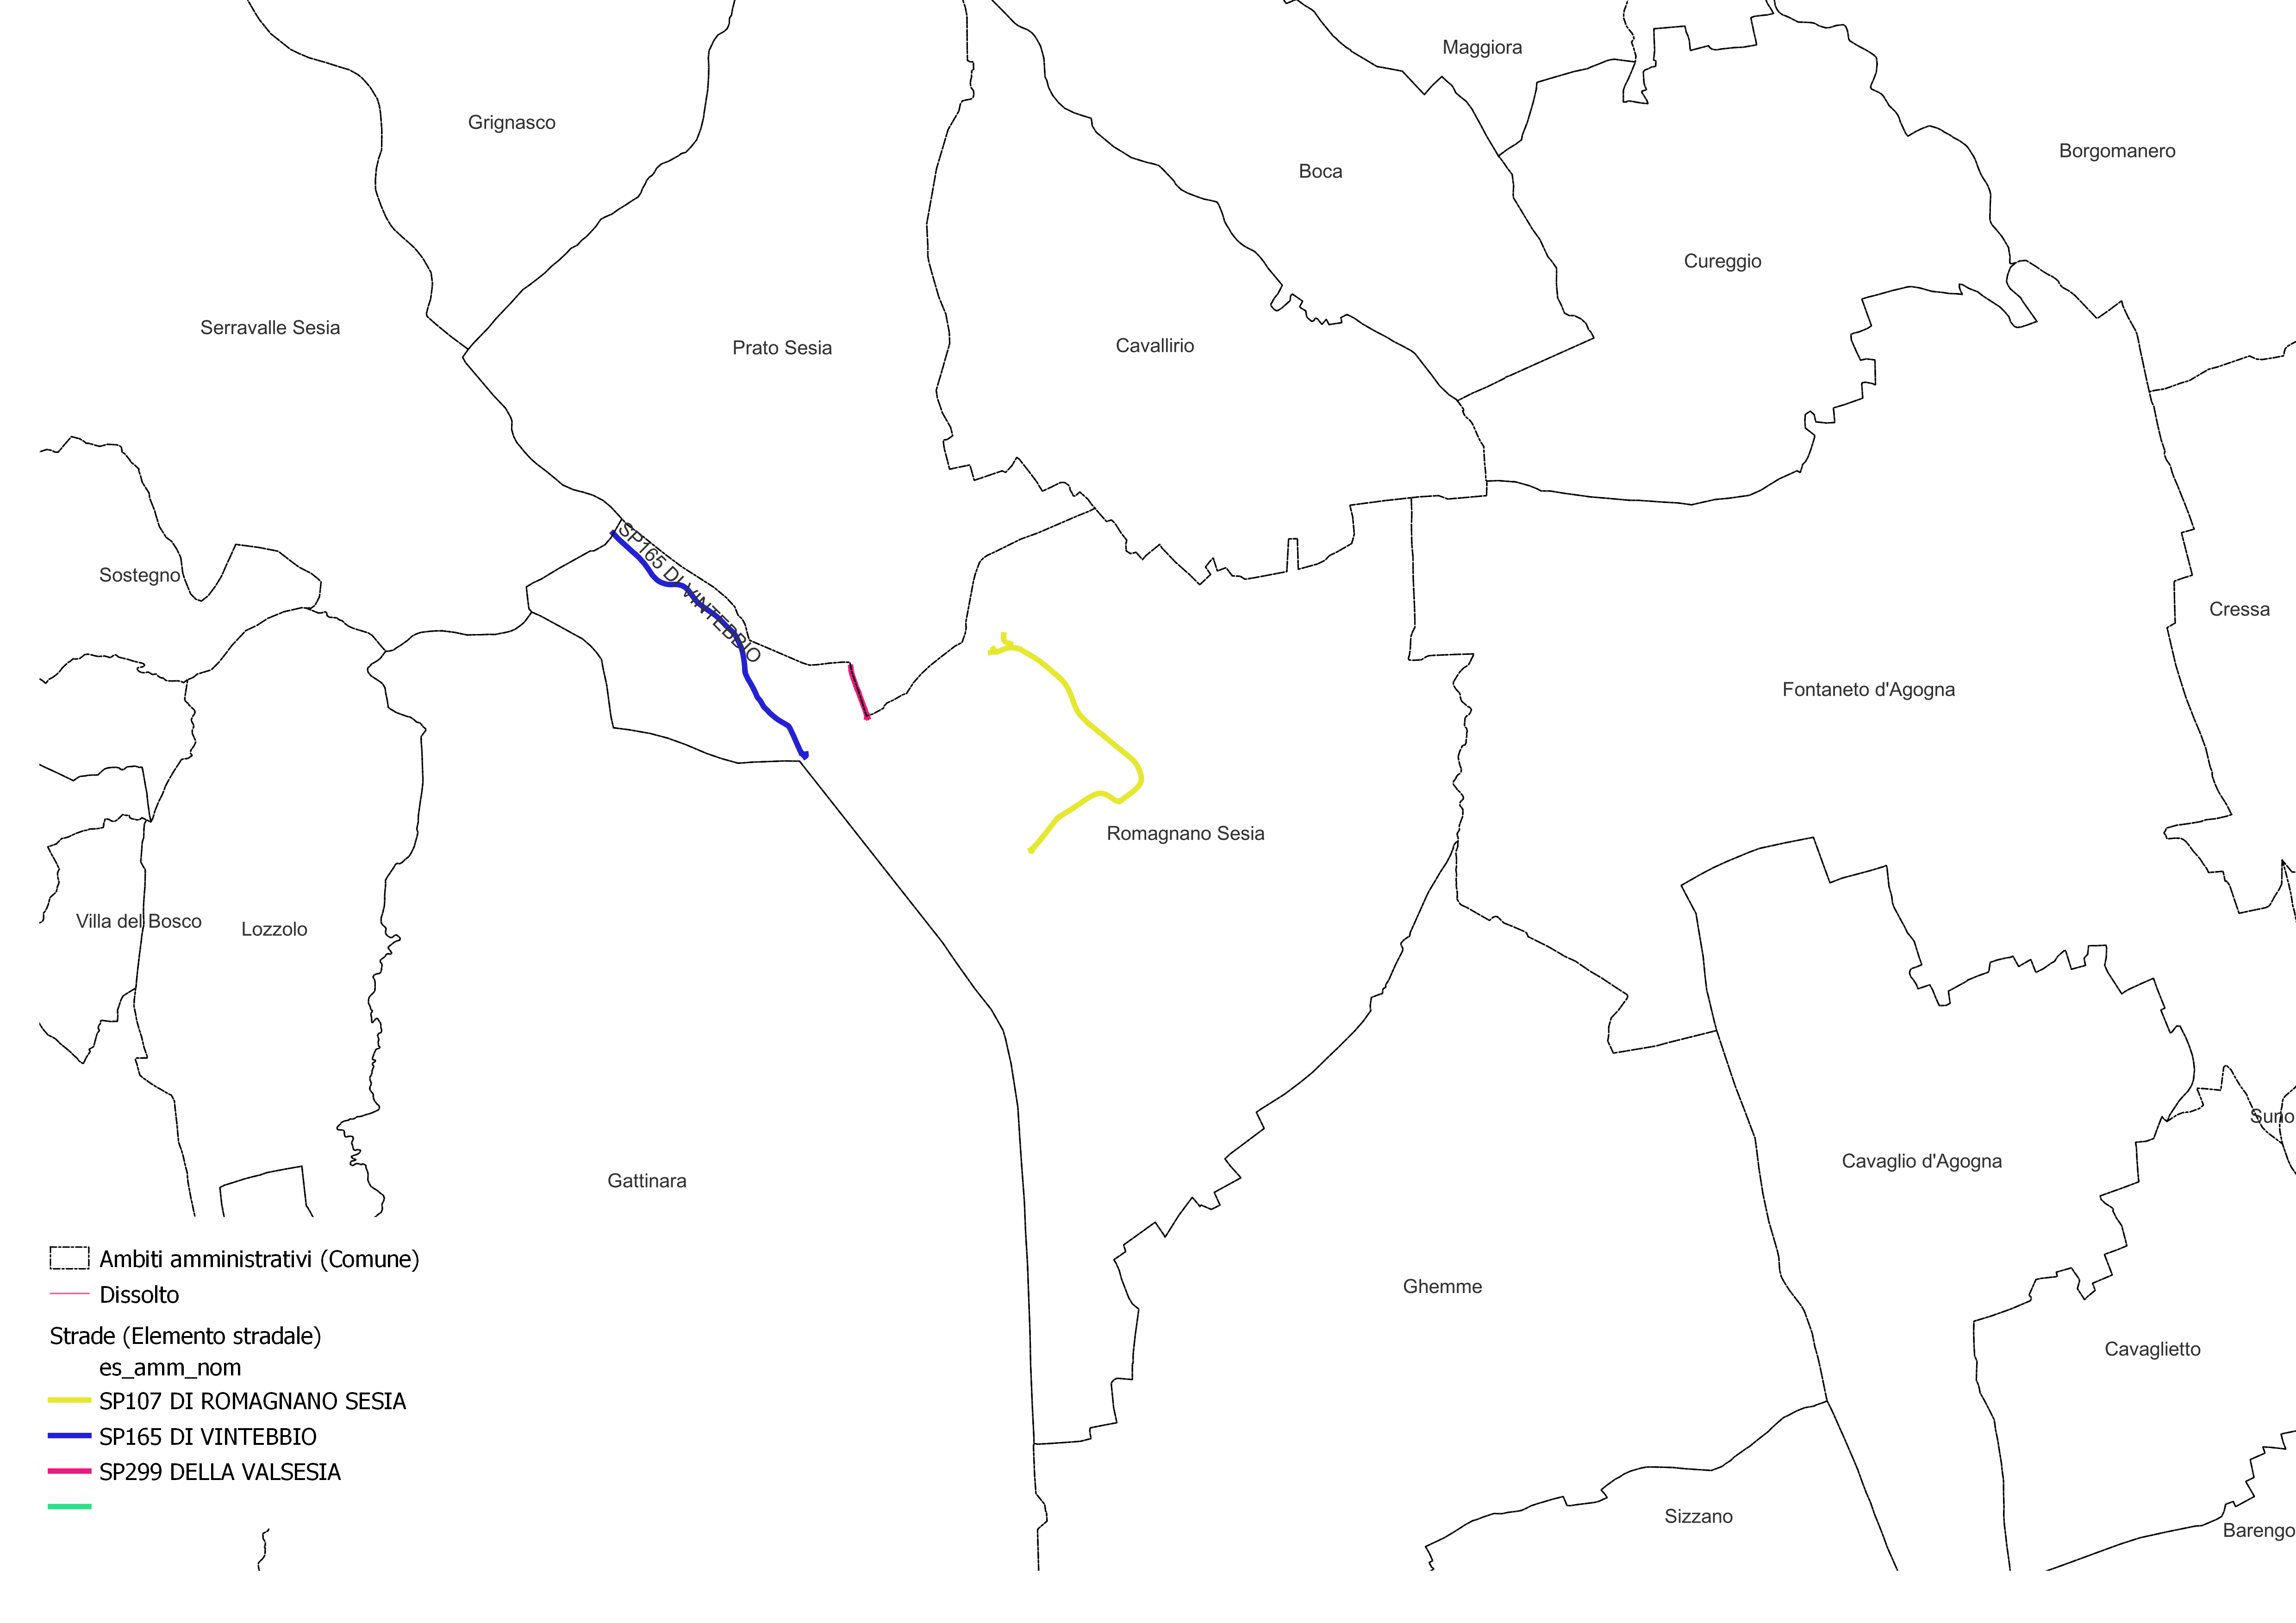 Maggiora
Grignasco
Borgomanero
Boca
Cureggio
Serravalle Sesia
Prato Sesia
Cavallirio
SP165 DI VINTEBBIO
Sostegno
Cressa
Fontaneto d'Agogna
Romagnano Sesia
Villa del Bosco
Lozzolo
Suno
Cavaglio d'Agogna
Gattinara
Ghemme
Cavaglietto
Sizzano
Barengo
Ambiti amministrativi (Comune)
Dissolto
Strade (Elemento stradale)
es_amm_nom
SP107 DI ROMAGNANO SESIA
SP165 DI VINTEBBIO
SP299 DELLA VALSESIA